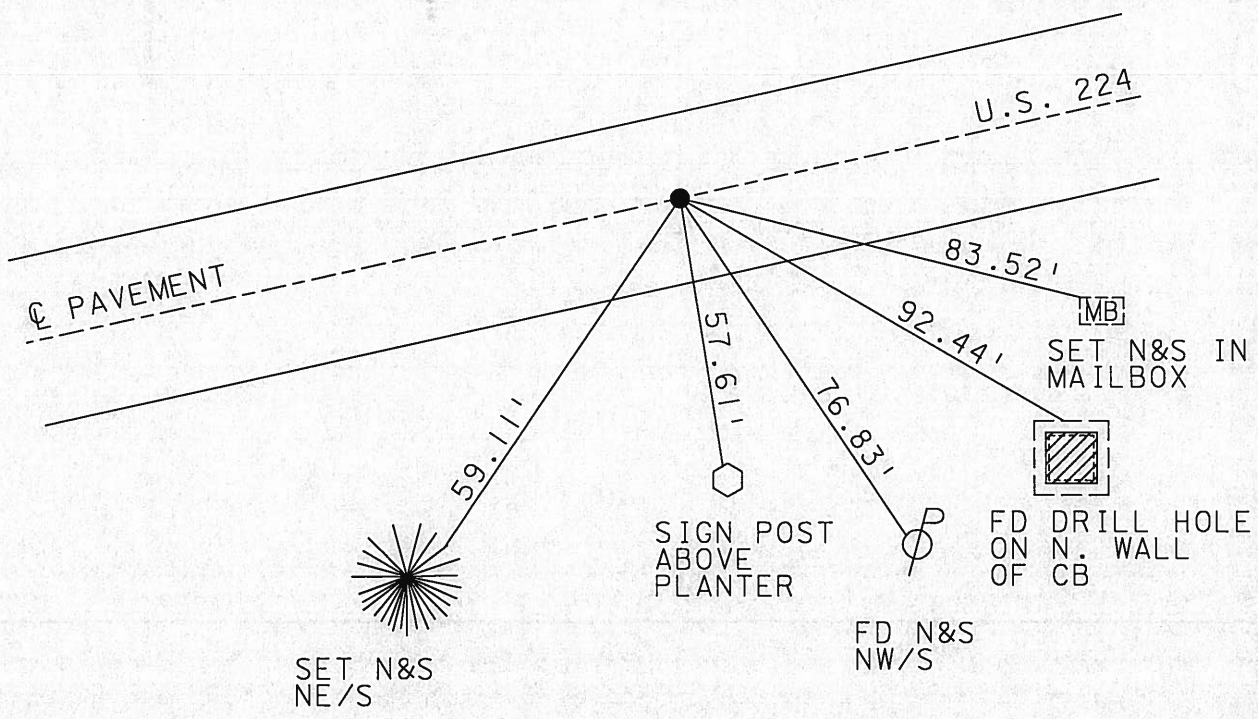 U.S. 224
℄ PAVEMENT
83.52'
92.44'
57.61'
76.83'
59.11'
MB
SET N&S IN
MAILBOX
SIGN POST
ABOVE
PLANTER
FD DRILL HOLE
ON N. WALL
OF CB
FD N&S
NW/S
SET N&S
NE/S